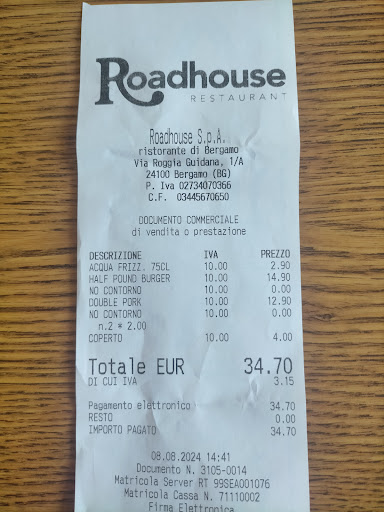 Roadhouse
RESTAURANT
Roadhouse S.p.A.
ristorante di Bergamo
Via Roggia Guidana, 1/A
24100 Bergamo (BG)
P. Iva 02734070366
C.F. 03445670650
DOCUMENTO COMMERCIALE
di vendita o prestazione
DESCRIZIONE IVA PREZZO
ACQUA FRIZZ. 75CL 10.00 2.90
HALF POUND BURGER 10.00 14.90
NO CONTORNO 10.00 0.00
DOUBLE PORK 10.00 12.90
NO CONTORNO 10.00 0.00
n.2 * 2.00
COPERTO 10.00 4.00
Totale EUR 34.70
DI CUI IVA 3.15
Pagamento elettronico 34.70
RESTO 0.00
IMPORTO PAGATO 34.70
08.08.2024 14:41
Documento N. 3105-0014
Matricola Server RT 99SEA001076
Matricola Cassa N. 71110002
Firma Elettronica